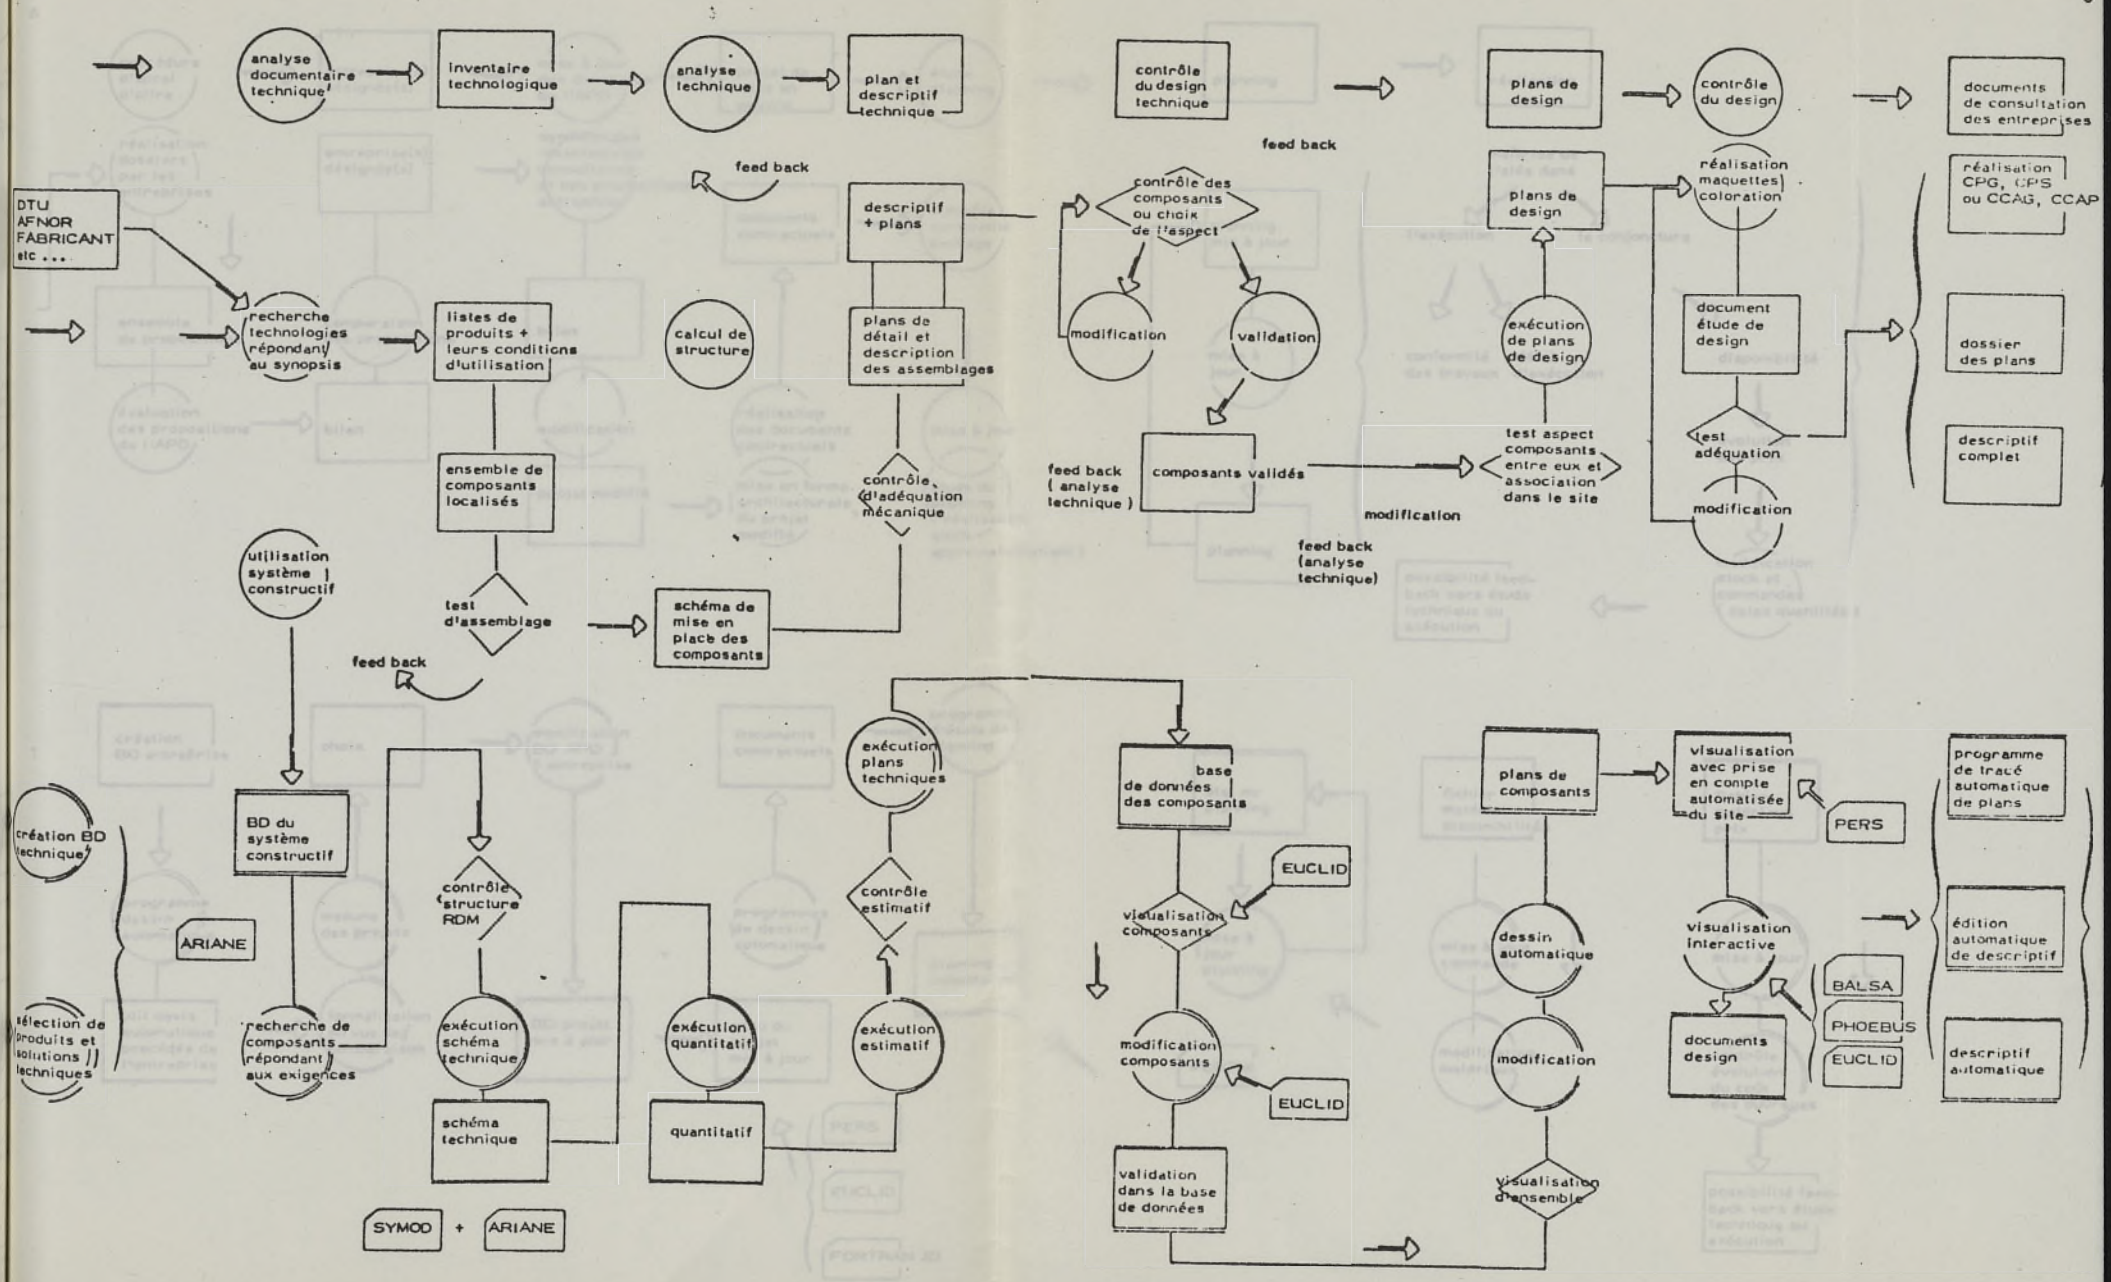 analyse
documentaire
technique
inventaire
technologique
analyse
technique
plan et
descriptif
technique
contrôle
du design
technique
plans de
design
contrôle
du design
documents
de consultation
des entreprises
feed back
feed back
DTU
AFNOR
FABRICANT
etc ...
descriptif
+ plans
contrôle des
composants
ou choix
de l'aspect
plans de
design
réalisation
maquettes
coloration
réalisation
CPG, CPS
ou CCAG, CCAP
recherche
technologies
répondant
au synopsis
listes de
produits +
leurs conditions
d'utilisation
calcul de
structure
plans de
détail et
description
des assemblages
modification
validation
exécution
de plans
de design
document
étude de
design
dossier
des plans
ensemble de
composants
localisés
contrôle
d'adéquation
mécanique
feed back
( analyse
technique )
composants validés
test aspect
composants
entre eux et
association
dans le site
test
adéquation
descriptif
complet
modification
modification
feed back
(analyse
technique)
utilisation
système
constructif
test
d'assemblage
schéma de
mise en
place des
composants
feed back
exécution
plans
techniques
base
de données
des composants
plans de
composants
visualisation
avec prise
en compte
automatisée
du site
PERS
programme
de tracé
automatique
de plans
création BD
technique
BD du
système
constructif
contrôle
structure
RDM
contrôle
estimatif
EUCLID
visualisation
composants
dessin
automatique
visualisation
interactive
édition
automatique
de descriptif
ARIANE
BALSA
PHOEBUS
EUCLID
sélection de
produits et
solutions
techniques
recherche de
composants
répondant
aux exigences
exécution
schéma
technique
exécution
quantitatif
exécution
estimatif
modification
composants
EUCLID
modification
documents
design
descriptif
automatique
schéma
technique
quantitatif
validation
dans la base
de données
visualisation
d'ensemble
SYMOD + ARIANE